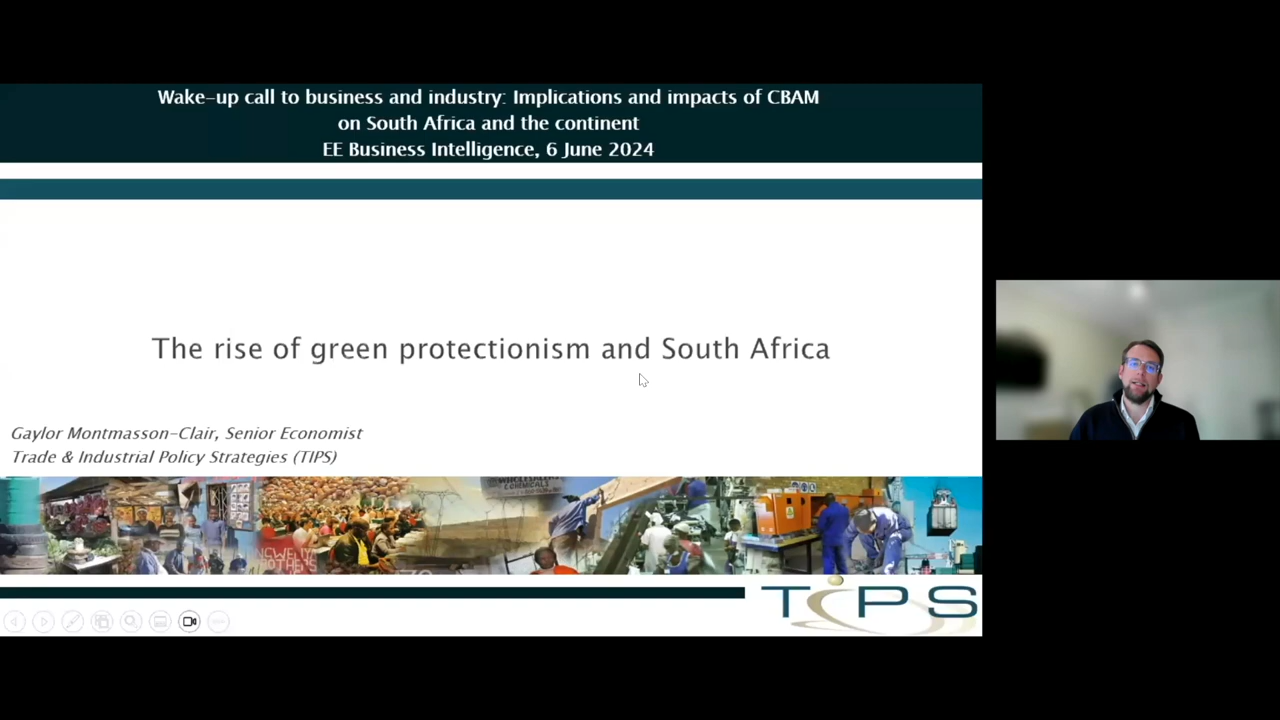 Wake-up call to business and industry: Implications and impacts of CBAM
on South Africa and the continent
EE Business Intelligence, 6 June 2024
The rise of green protectionism and South Africa
Gaylor Montmasson-Clair, Senior Economist
Trade & Industrial Policy Strategies (TIPS)
WHOLESALERS
& CHEMICALS
TIPS